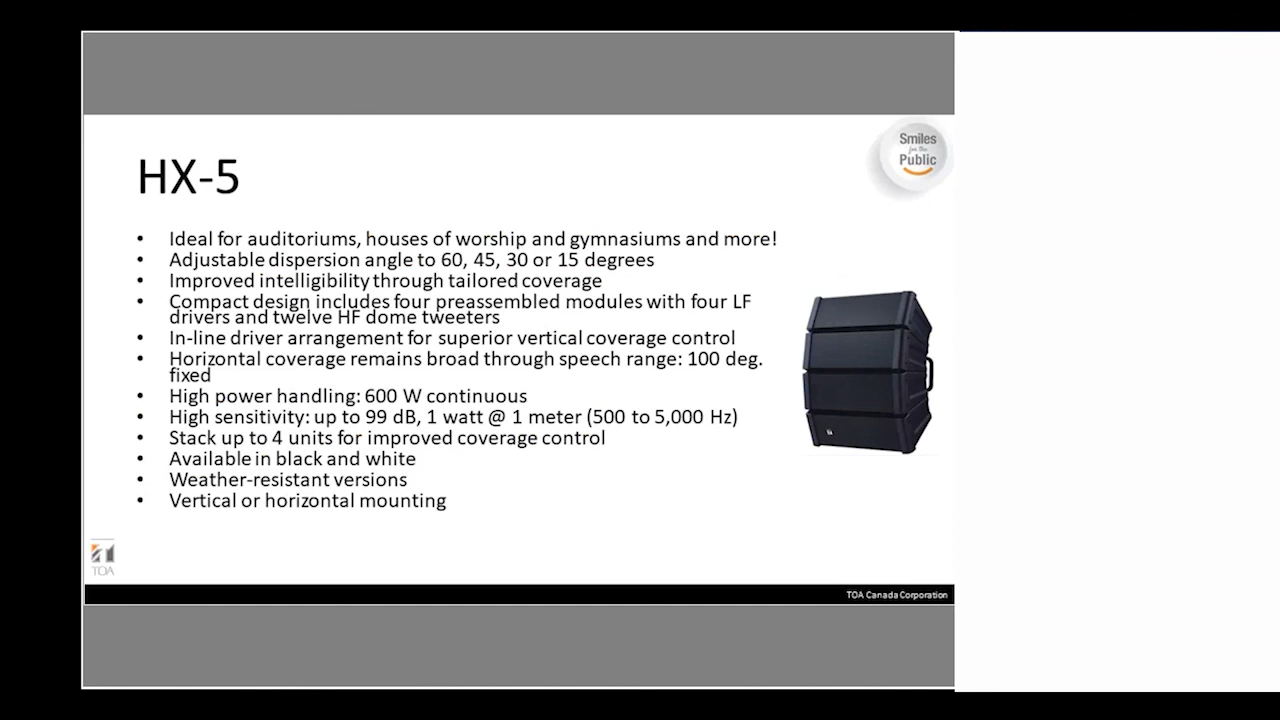 Smiles
for the
Public
HX-5
• Ideal for auditoriums, houses of worship and gymnasiums and more!
• Adjustable dispersion angle to 60, 45, 30 or 15 degrees
• Improved intelligibility through tailored coverage
• Compact design includes four preassembled modules with four LF
drivers and twelve HF dome tweeters
• In-line driver arrangement for superior vertical coverage control
• Horizontal coverage remains broad through speech range: 100 deg.
fixed
• High power handling: 600 W continuous
• High sensitivity: up to 99 dB, 1 watt @ 1 meter (500 to 5,000 Hz)
• Stack up to 4 units for improved coverage control
• Available in black and white
• Weather-resistant versions
• Vertical or horizontal mounting
TOA
TOA Canada Corporation